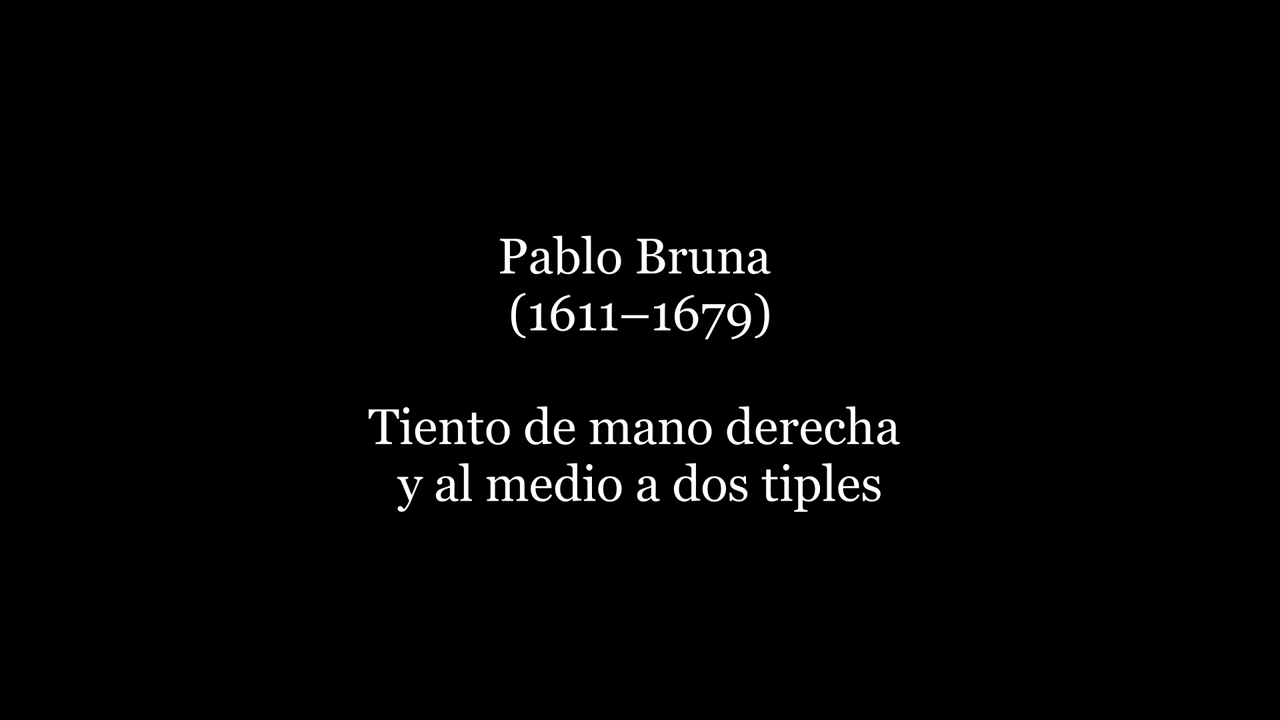 Pablo Bruna
(1611–1679)
Tiento de mano derecha
y al medio a dos tiples